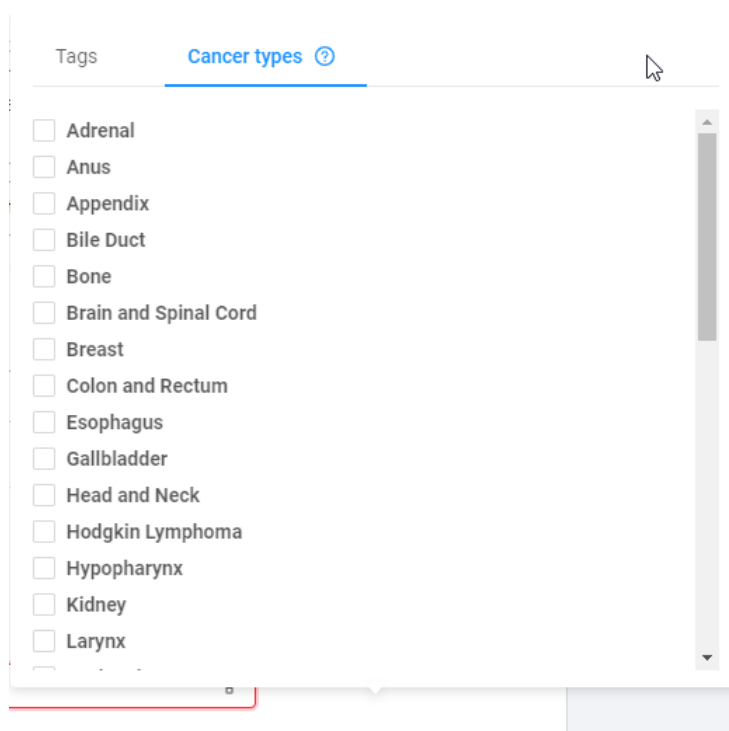 Tags
Cancer types ?
Adrenal
Anus
Appendix
Bile Duct
Bone
Brain and Spinal Cord
Breast
Colon and Rectum
Esophagus
Gallbladder
Head and Neck
Hodgkin Lymphoma
Hypopharynx
Kidney
Larynx